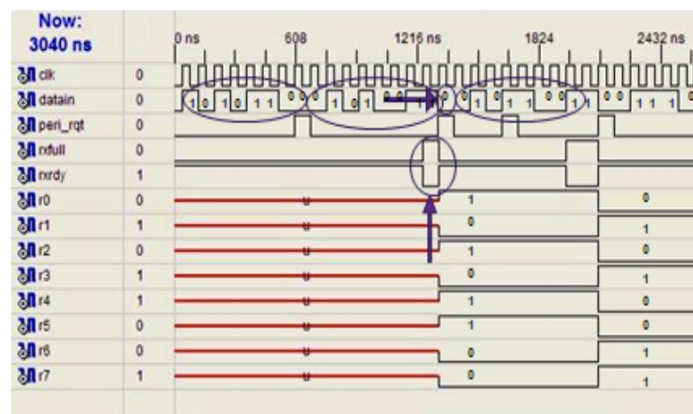 Now:
3040 ns
0 ns 608 1216 ns 1824 2432 ns
clk 0
datain 0
peri_rqt 0
rxfull 0
rxrdy 1
r0 0 u 1 0
r1 1 u 0 1
r2 0 u 1 0
r3 1 u 0 1
r4 1 u 1 0
r5 0 u 1 0
r6 0 u 0 1
r7 1 u 0 1